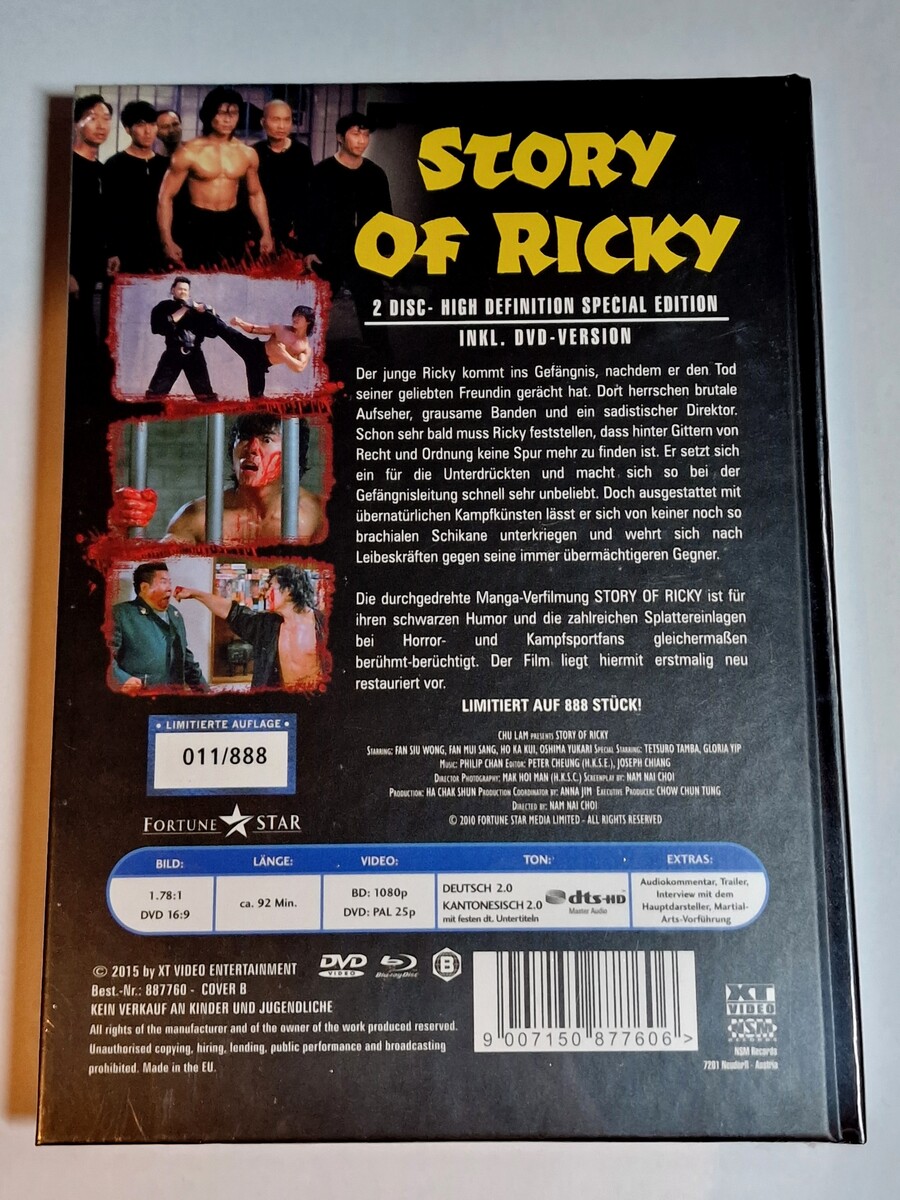 STORY
OF RICKY
2 DISC- HIGH DEFINITION SPECIAL EDITION
INKL. DVD-VERSION
Der junge Ricky kommt ins Gefängnis, nachdem er den Tod
seiner geliebten Freundin gerächt hat. Dort herrschen brutale
Aufseher, grausame Banden und ein sadistischer Direktor.
Schon sehr bald muss Ricky feststellen, dass hinter Gittern von
Recht und Ordnung keine Spur mehr zu finden ist. Er setzt sich
ein für die Unterdrückten und macht sich so bei der
Gefängnisleitung schnell sehr unbeliebt. Doch ausgestattet mit
übernatürlichen Kampfkünsten lässt er sich von keiner noch so
brachialen Schikane unterkriegen und wehrt sich nach
Leibeskräften gegen seine immer übermächtigeren Gegner.
Die durchgedrehte Manga-Verfilmung STORY OF RICKY ist für
ihren schwarzen Humor und die zahlreichen Splattereinlagen
bei Horror- und Kampfsportfans gleichermaßen
berühmt-berüchtigt. Der Film liegt hiermit erstmalig neu
restauriert vor.
LIMITIERT AUF 888 STÜCK!
• LIMITIERTE AUFLAGE •
011/888
FORTUNE STAR
CHU LAM PRESENTS STORY OF RICKY
STARRING: FAN SIU WONG, FAN MUI SANG, HO KA KUI, OSHIMA YUKARI SPECIAL STARRING: TETSURO TAMBA, GLORIA YIP
MUSIC: PHILIP CHAN EDITOR: PETER CHEUNG (H.K.S.E.), JOSEPH CHIANG
DIRECTOR PHOTOGRAPHY: MAK HOI MAN (H.K.S.C.) SCREENPLAY BY: NAM NAI CHOI
PRODUCTION: HA CHAK SHUN PRODUCTION COORDINATOR BY: ANNA JIM EXECUTIVE PRODUCER: CHOW CHUN TUNG
DIRECTED BY: NAM NAI CHOI
© 2010 FORTUNE STAR MEDIA LIMITED - ALL RIGHTS RESERVED
BILD: LÄNGE: VIDEO: TON: EXTRAS:
1.78:1
DVD 16:9
ca. 92 Min.
BD: 1080p
DVD: PAL 25p
DEUTSCH 2.0
KANTONESISCH 2.0
mit festen dt. Untertiteln
dts-HD
Master Audio
Audiokommentar, Trailer,
Interview mit dem
Hauptdarsteller, Martial-
Arts-Vorführung
© 2015 by XT VIDEO ENTERTAINMENT
Best.-Nr.: 887760 - COVER B
KEIN VERKAUF AN KINDER UND JUGENDLICHE
All rights of the manufacturer and of the owner of the work produced reserved.
Unauthorised copying, hiring, lending, public performance and broadcasting
prohibited. Made in the EU.
DVD
VIDEO
Blu-ray Disc
B
9 007150 877606 >
XT
VIDEO
NSM
RECORDS
NSM Records
7201 Neudörfl - Austria